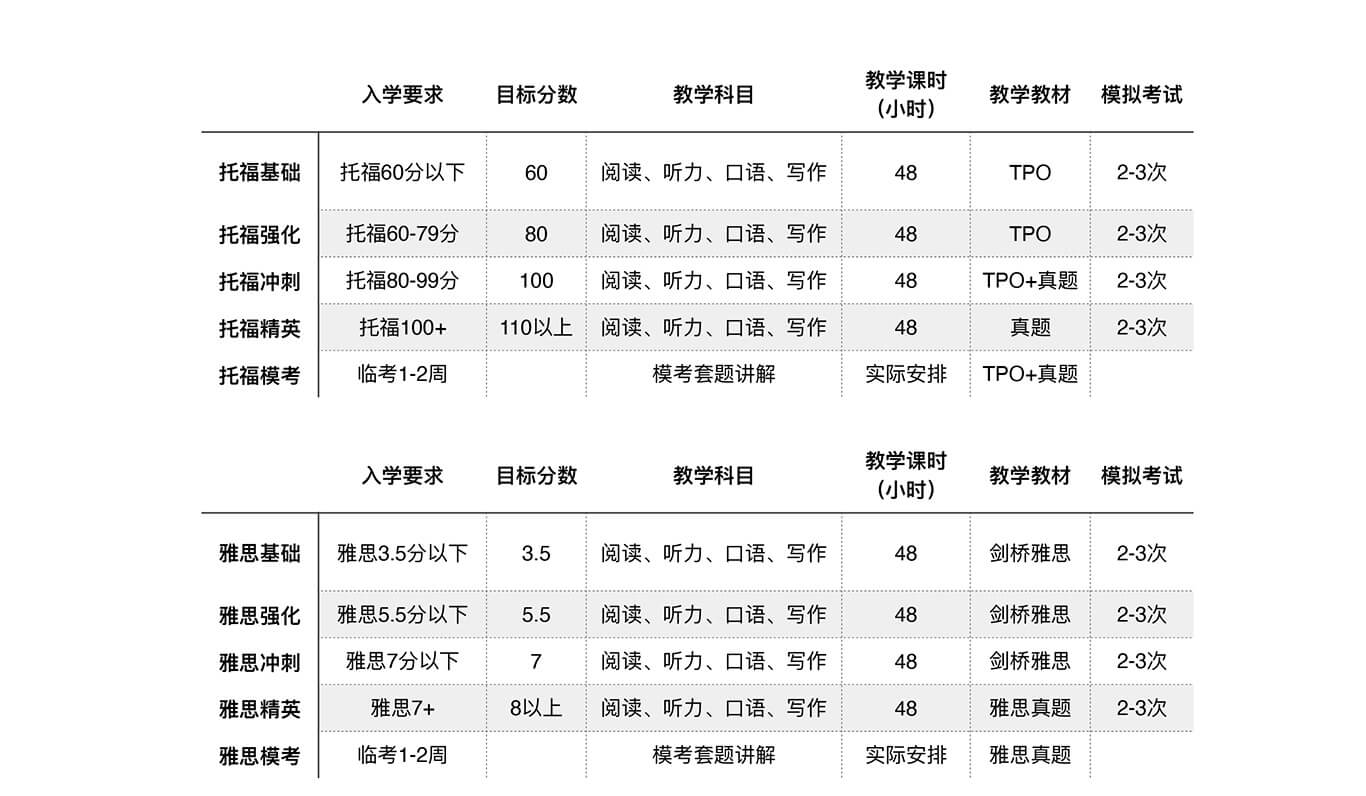 入学要求 目标分数 教学科目 教学课时（小时） 教学教材 模拟考试
托福基础 托福60分以下 60 阅读、听力、口语、写作 48 TPO 2-3次
托福强化 托福60-79分 80 阅读、听力、口语、写作 48 TPO 2-3次
托福冲刺 托福80-99分 100 阅读、听力、口语、写作 48 TPO+真题 2-3次
托福精英 托福100+ 110以上 阅读、听力、口语、写作 48 真题 2-3次
托福模考 临考1-2周 模考套题讲解 实际安排 TPO+真题
入学要求 目标分数 教学科目 教学课时（小时） 教学教材 模拟考试
雅思基础 雅思3.5分以下 3.5 阅读、听力、口语、写作 48 剑桥雅思 2-3次
雅思强化 雅思5.5分以下 5.5 阅读、听力、口语、写作 48 剑桥雅思 2-3次
雅思冲刺 雅思7分以下 7 阅读、听力、口语、写作 48 剑桥雅思 2-3次
雅思精英 雅思7+ 8以上 阅读、听力、口语、写作 48 雅思真题 2-3次
雅思模考 临考1-2周 模考套题讲解 实际安排 雅思真题